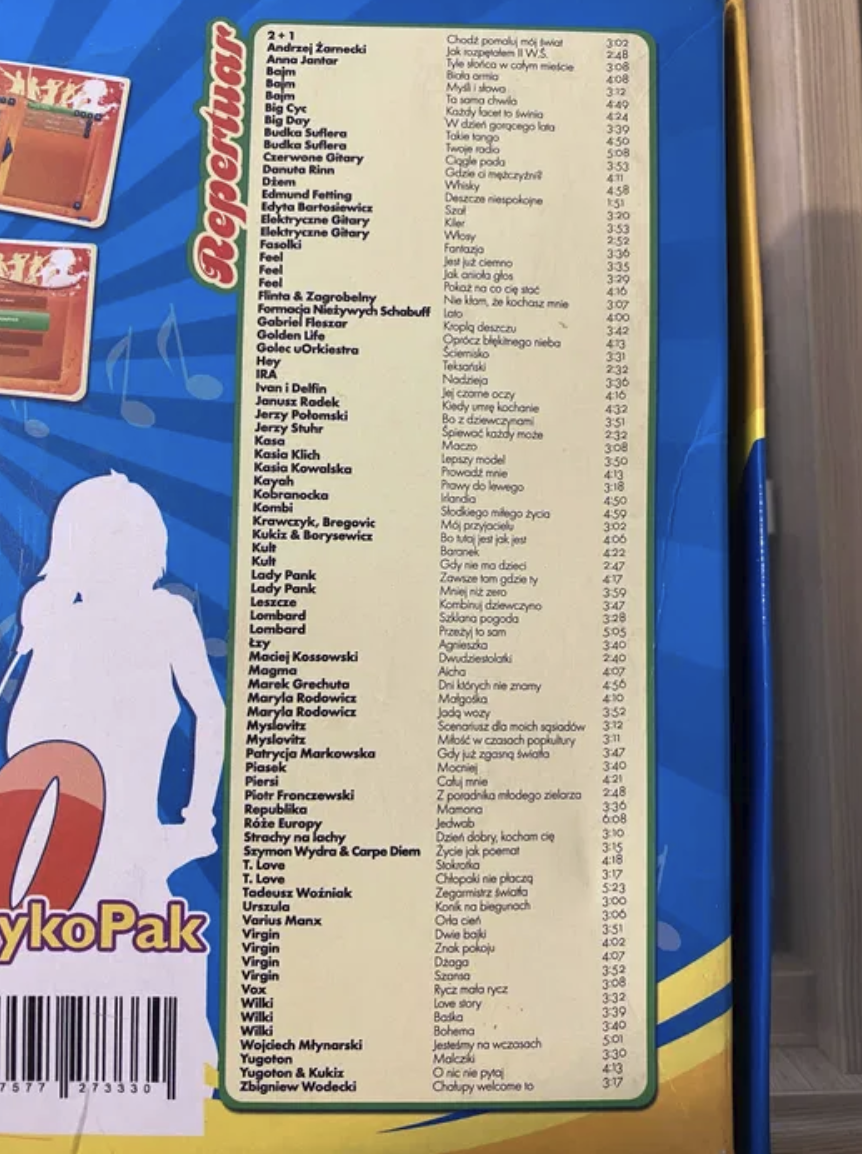 Repertuar
2 + 1 Chodź pomaluj mój świat 3:02
Andrzej Żarnecki Jak rozpętałem II W.Ś. 2:48
Anna Jantar Tyle słońca w całym mieście 3:08
Bajm Biała armia 4:08
Bajm Myśli i słowa 3:12
Bajm Ta sama chwila 4:49
Big Cyc Każdy facet to świnia 4:24
Big Day W dzień gorącego lata 3:39
Budka Suflera Takie tango 4:50
Budka Suflera Twoje radio 5:08
Czerwone Gitary Ciągle pada 3:53
Danuta Rinn Gdzie ci mężczyźni? 4:11
Dżem Whisky 4:58
Edmund Fetting Deszcze niespokojne 1:51
Edyta Bartosiewicz Szał 3:20
Elektryczne Gitary Kiler 3:53
Elektryczne Gitary Włosy 2:52
Fasolki Fantazja 3:36
Feel Jest już ciemno 3:35
Feel Jak anioła głos 3:29
Feel Pokaż na co cię stać 4:16
Flinta & Zagrobelny Nie kłam, że kochasz mnie 3:07
Formacja Nieżywych Schabuff Lato 4:00
Gabriel Fleszar Kroplą deszczu 3:42
Golden Life Oprócz błękitnego nieba 4:13
Golec uOrkiestra Ściernisko 3:31
Hey Teksański 2:32
IRA Nadzieja 3:36
Ivan i Delfin Jej czarne oczy 4:16
Janusz Radek Kiedy umrę kochanie 4:32
Jerzy Połomski Bo z dziewczynami 3:51
Jerzy Stuhr Śpiewać każdy może 2:32
Kasa Maczo 3:08
Kasia Klich Lepszy model 3:50
Kasia Kowalska Prowadź mnie 4:13
Kayah Prawy do lewego 3:18
Kobranocka Irlandia 4:50
Kombi Słodkiego miłego życia 4:59
Krawczyk, Bregovic Mój przyjacielu 3:02
Kukiz & Borysewicz Bo tutaj jest jak jest 4:06
Kult Baranek 4:22
Kult Gdy nie ma dzieci 2:47
Lady Pank Zawsze tam gdzie ty 4:17
Lady Pank Mniej niż zero 3:59
Leszcze Kombinuj dziewczyno 3:47
Lombard Szklana pogoda 3:28
Lombard Przeżyj to sam 5:05
Łzy Agnieszka 3:40
Maciej Kossowski Dwudziestolatki 2:40
Magma Aicha 4:07
Marek Grechuta Dni których nie znamy 4:56
Maryla Rodowicz Małgośka 4:10
Maryla Rodowicz Jadą wozy 3:52
Myslovitz Scenariusz dla moich sąsiadów 3:12
Myslovitz Miłość w czasach popkultury 3:11
Patrycja Markowska Gdy już zgasną światła 3:47
Piasek Mocniej 3:40
Piersi Całuj mnie 4:21
Piotr Fronczewski Z poradnika młodego zielarza 2:48
Republika Mamona 3:36
Róże Europy Jedwab 6:08
Strachy na lachy Dzień dobry, kocham cię 3:10
Szymon Wydra & Carpe Diem Życie jak poemat 3:15
T. Love Stokrotka 4:18
T. Love Chłopaki nie płaczą 3:17
Tadeusz Woźniak Zegarmistrz światła 5:23
Urszula Konik na biegunach 3:00
Varius Manx Orła cień 3:06
Virgin Dwie bajki 3:51
Virgin Znak pokoju 4:02
Virgin Dżaga 4:07
Virgin Szansa 3:52
Vox Rycz mała rycz 3:08
Wilki Love story 3:32
Wilki Baśka 3:39
Wilki Bohema 3:40
Wojciech Młynarski Jesteśmy na wczasach 5:01
Yugoton Malcziki 3:30
Yugoton & Kukiz O nic nie pytaj 4:13
Zbigniew Wodecki Chałupy welcome to 3:17
ykoPak
7577 273330